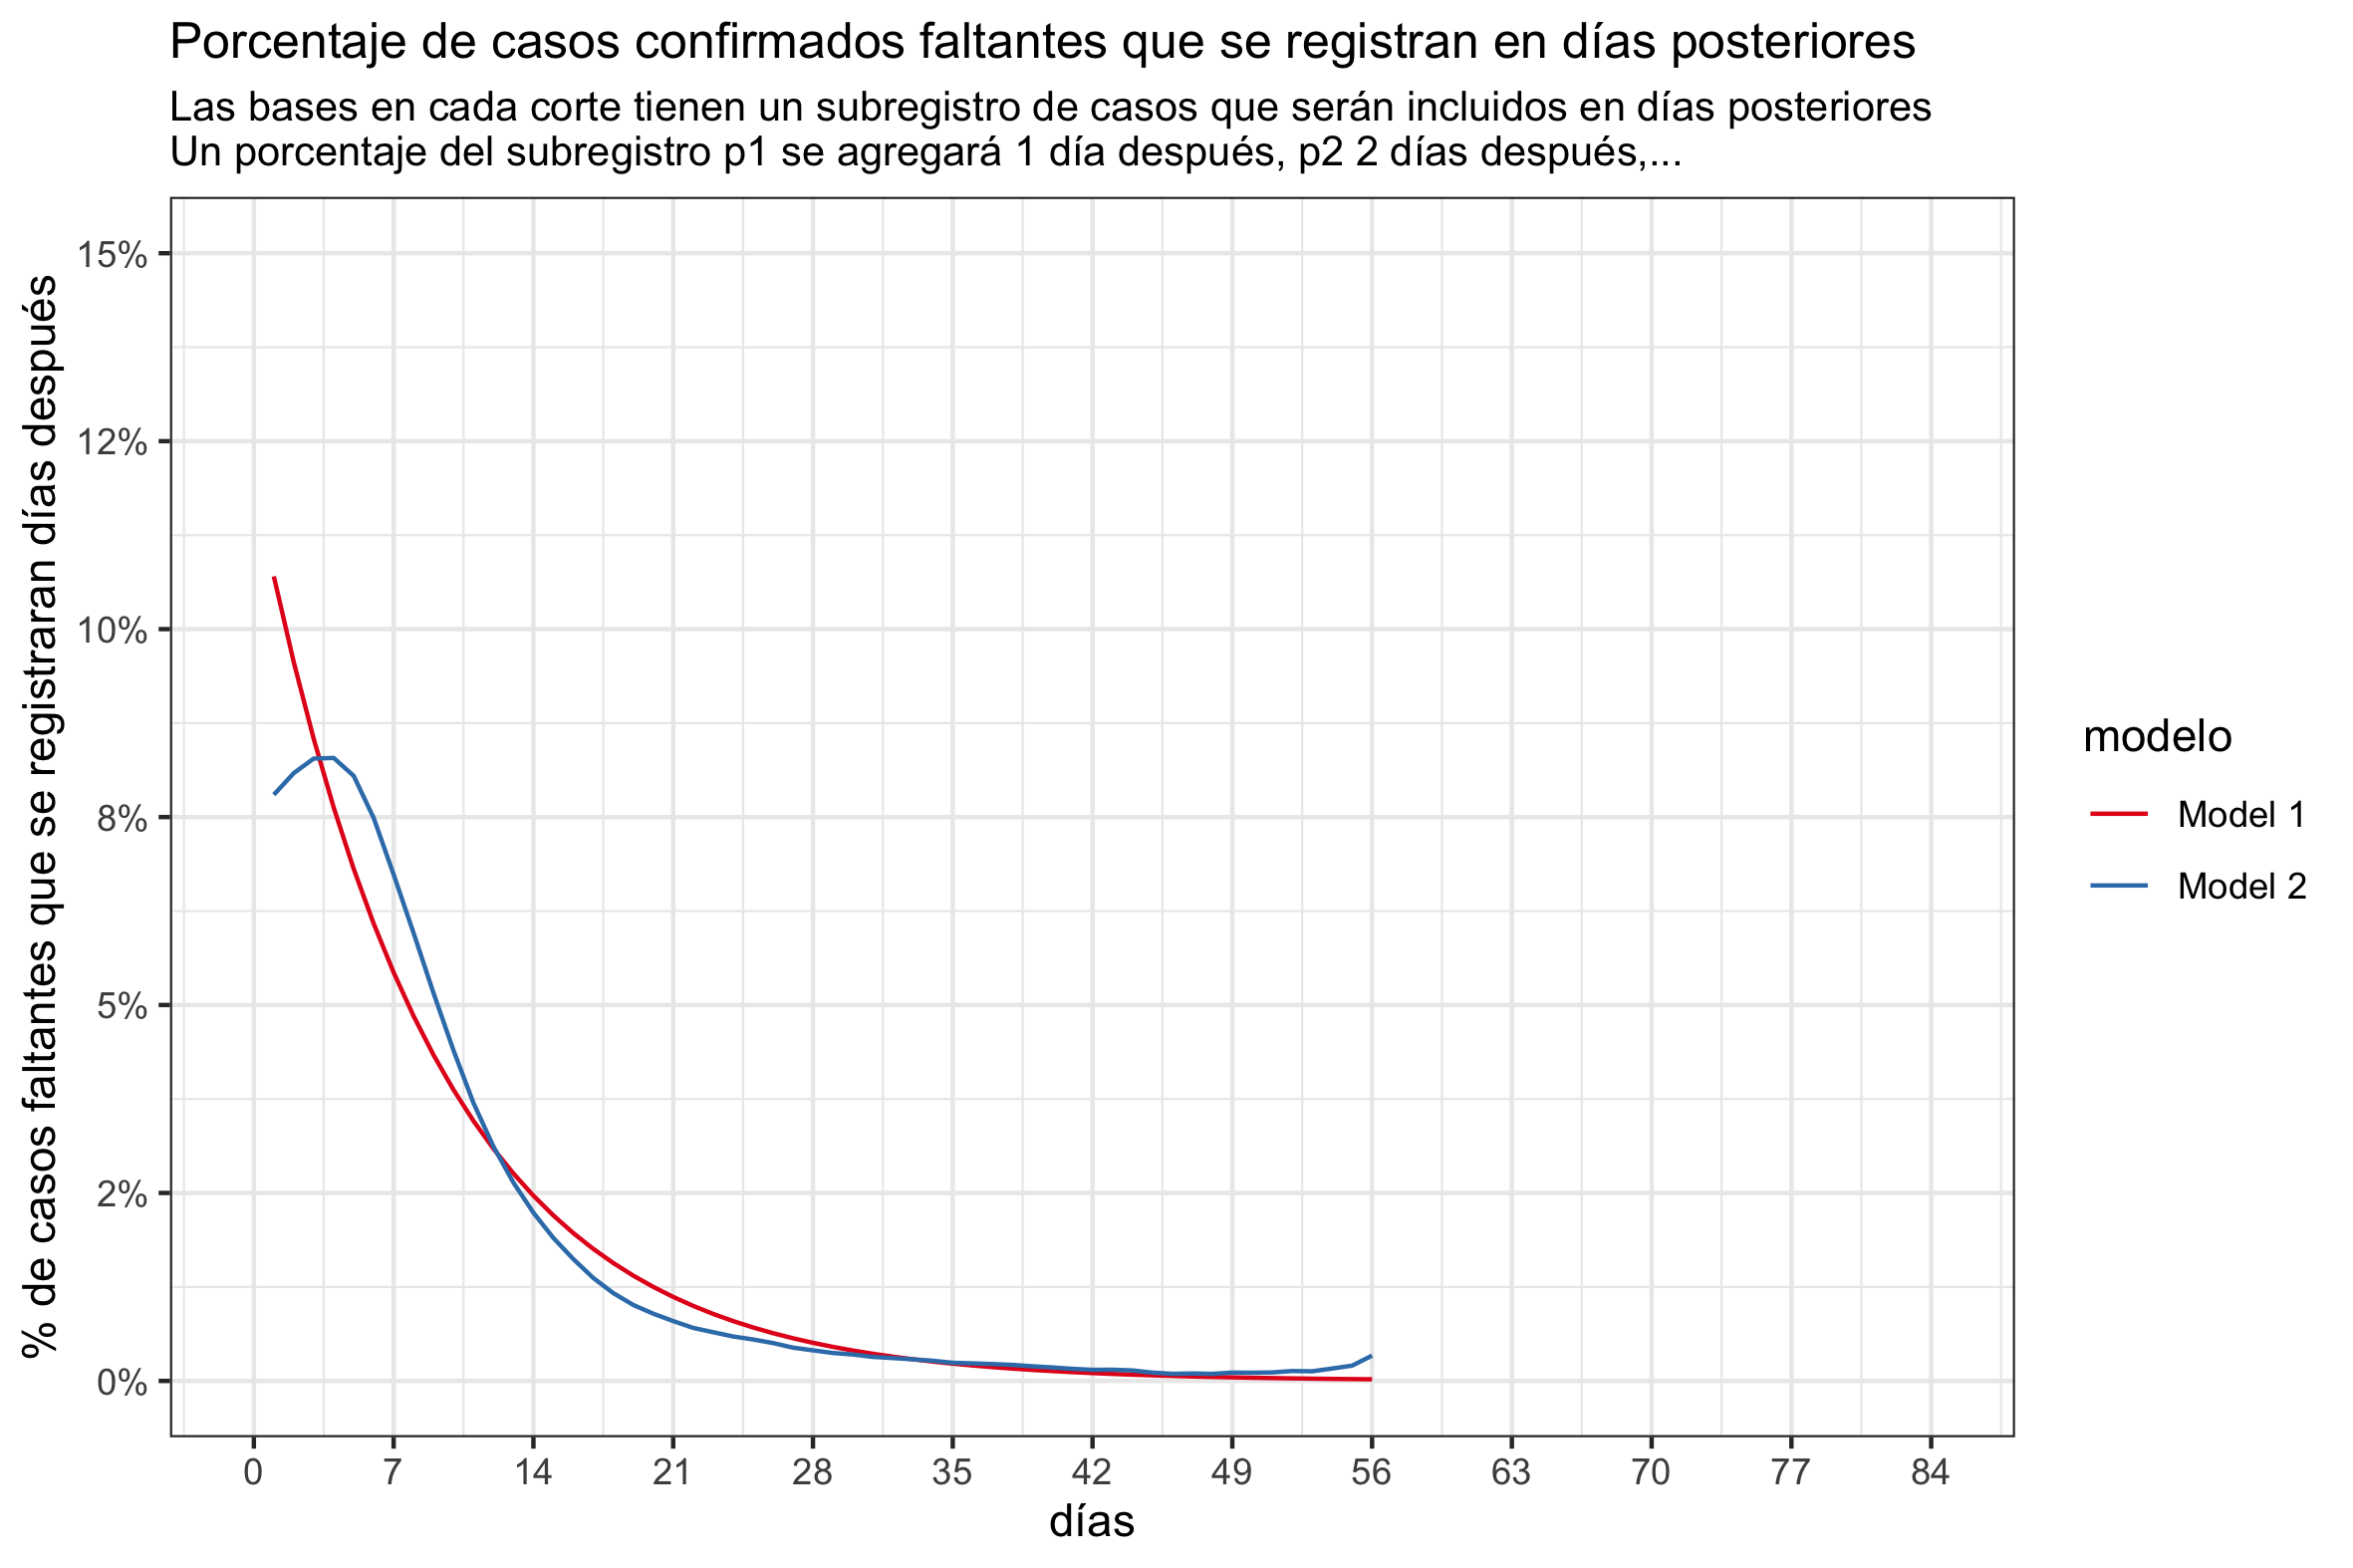 Porcentaje de casos confirmados faltantes que se registran en días posteriores
Las bases en cada corte tienen un subregistro de casos que serán incluidos en días posteriores
Un porcentaje del subregistro p1 se agregará 1 día después, p2 2 días después,...
% de casos faltantes que se registraran días después
15%
12%
10%
8%
5%
2%
0%
0 7 14 21 28 35 42 49 56 63 70 77 84
días
modelo
Model 1
Model 2